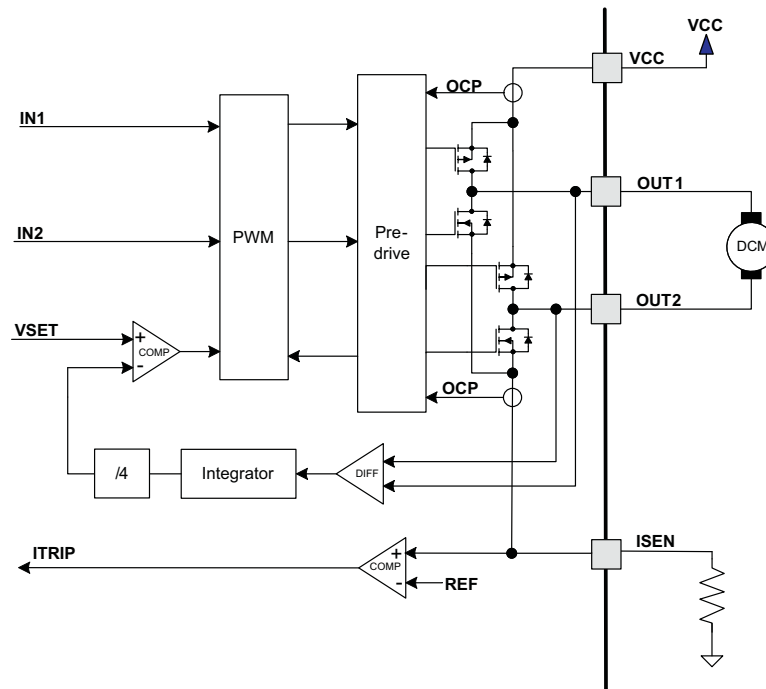 VCC
VCC
OCP
IN1
OUT1
IN2
PWM
Pre-
drive
DCM
OUT2
VSET
+
COMP
-
OCP
/4
Integrator
DIFF
ISEN
ITRIP
+
COMP
-
REF